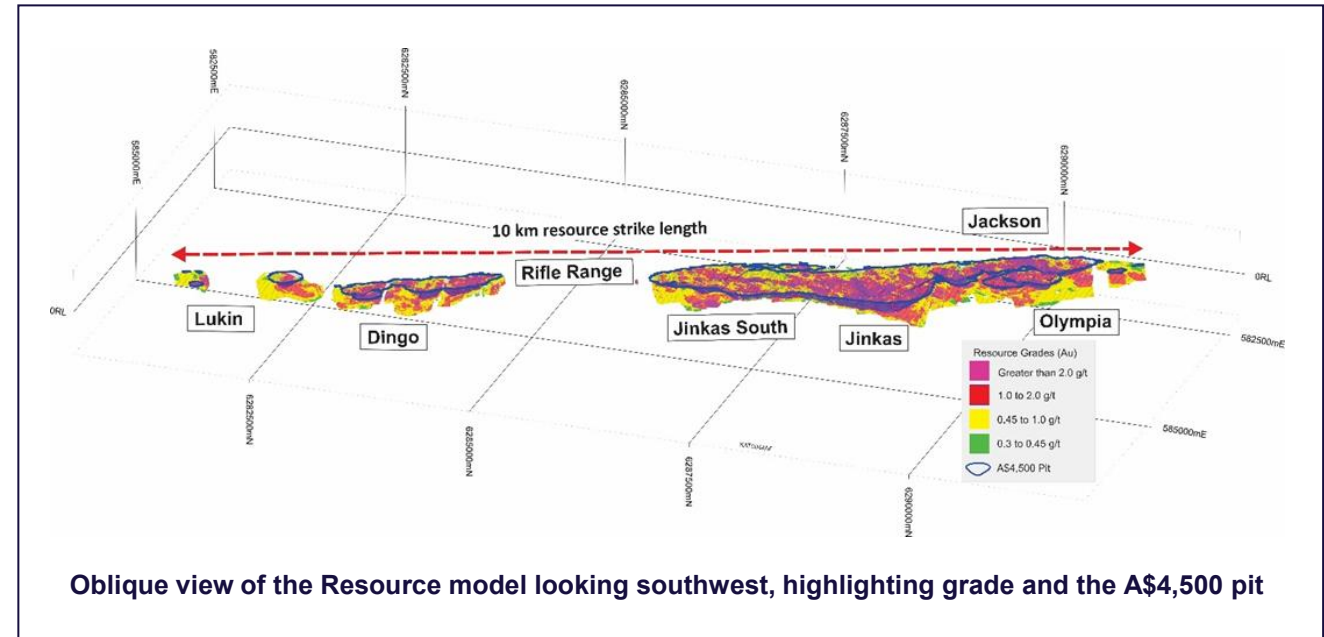 582500mE
6282500mN
6285000mN
6287500mN
6290000mN
585000mE
Jackson
10 km resource strike length
Rifle Range
0RL
0RL
Lukin
Dingo
Jinkas South
Jinkas
Olympia
582500mE
Resource Grades (Au)
Greater than 2.0 g/t
1.0 to 2.0 g/t
0.45 to 1.0 g/t
0.3 to 0.45 g/t
A$4,500 Pit
6282500mN
6285000mN
6287500mN
6290000mN
585000mE
Oblique view of the Resource model looking southwest, highlighting grade and the A$4,500 pit